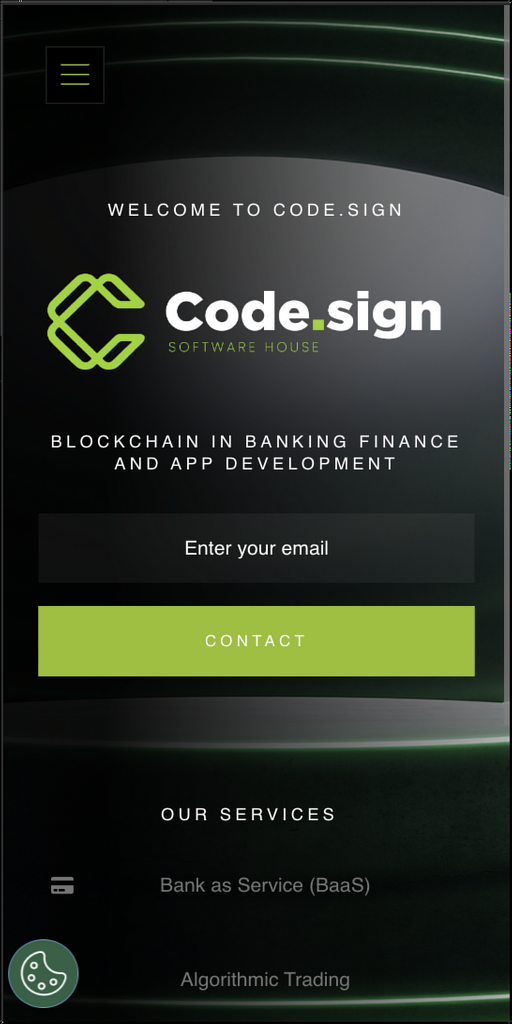 WELCOME TO CODE.SIGN
Code.sign
SOFTWARE HOUSE
BLOCKCHAIN IN BANKING FINANCE
AND APP DEVELOPMENT
Enter your email
CONTACT
OUR SERVICES
Bank as Service (BaaS)
Algorithmic Trading